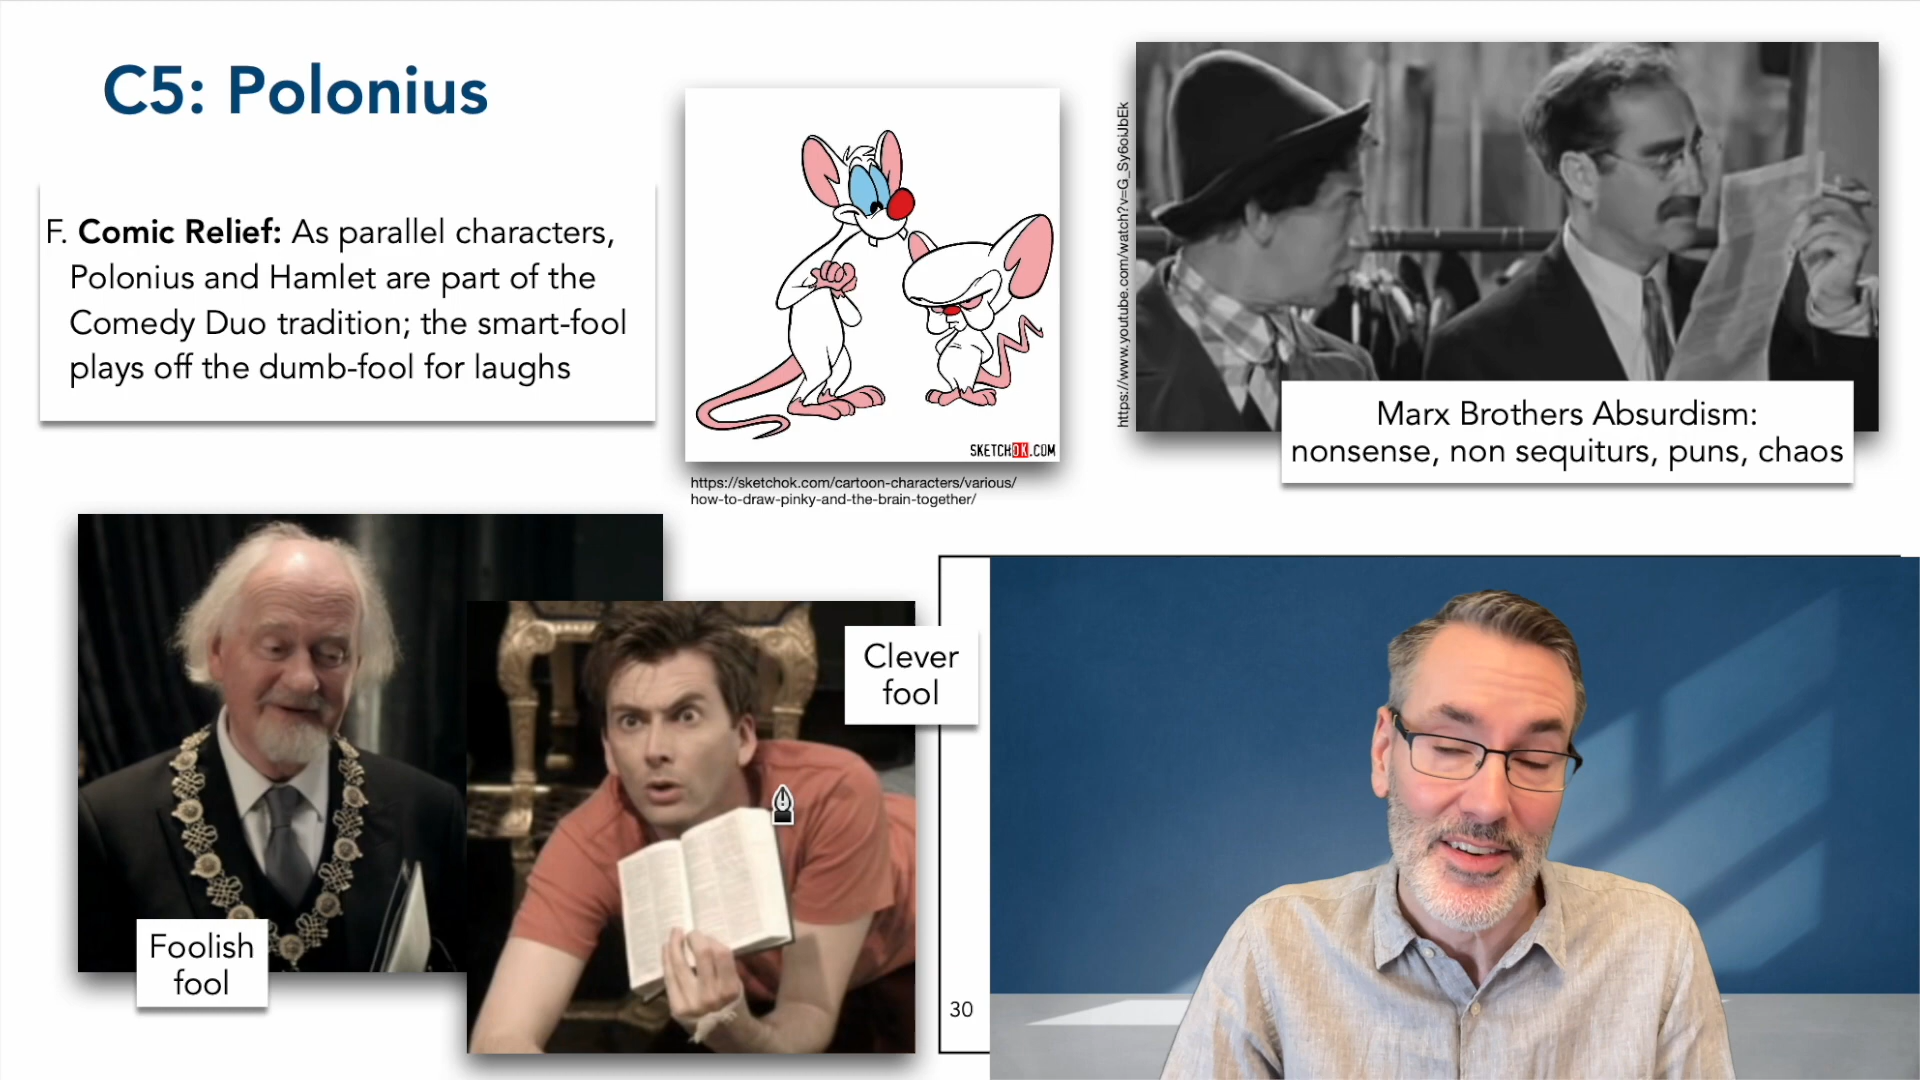 C5: Polonius
F. Comic Relief: As parallel characters,
Polonius and Hamlet are part of the
Comedy Duo tradition; the smart-fool
plays off the dumb-fool for laughs
SKETCHOK.COM
https://sketchok.com/cartoon-characters/various/
how-to-draw-pinky-and-the-brain-together/
https://www.youtube.com/watch?v=G_Sy6oiJbEk
Marx Brothers Absurdism:
nonsense, non sequiturs, puns, chaos
Foolish
fool
Clever
fool
30